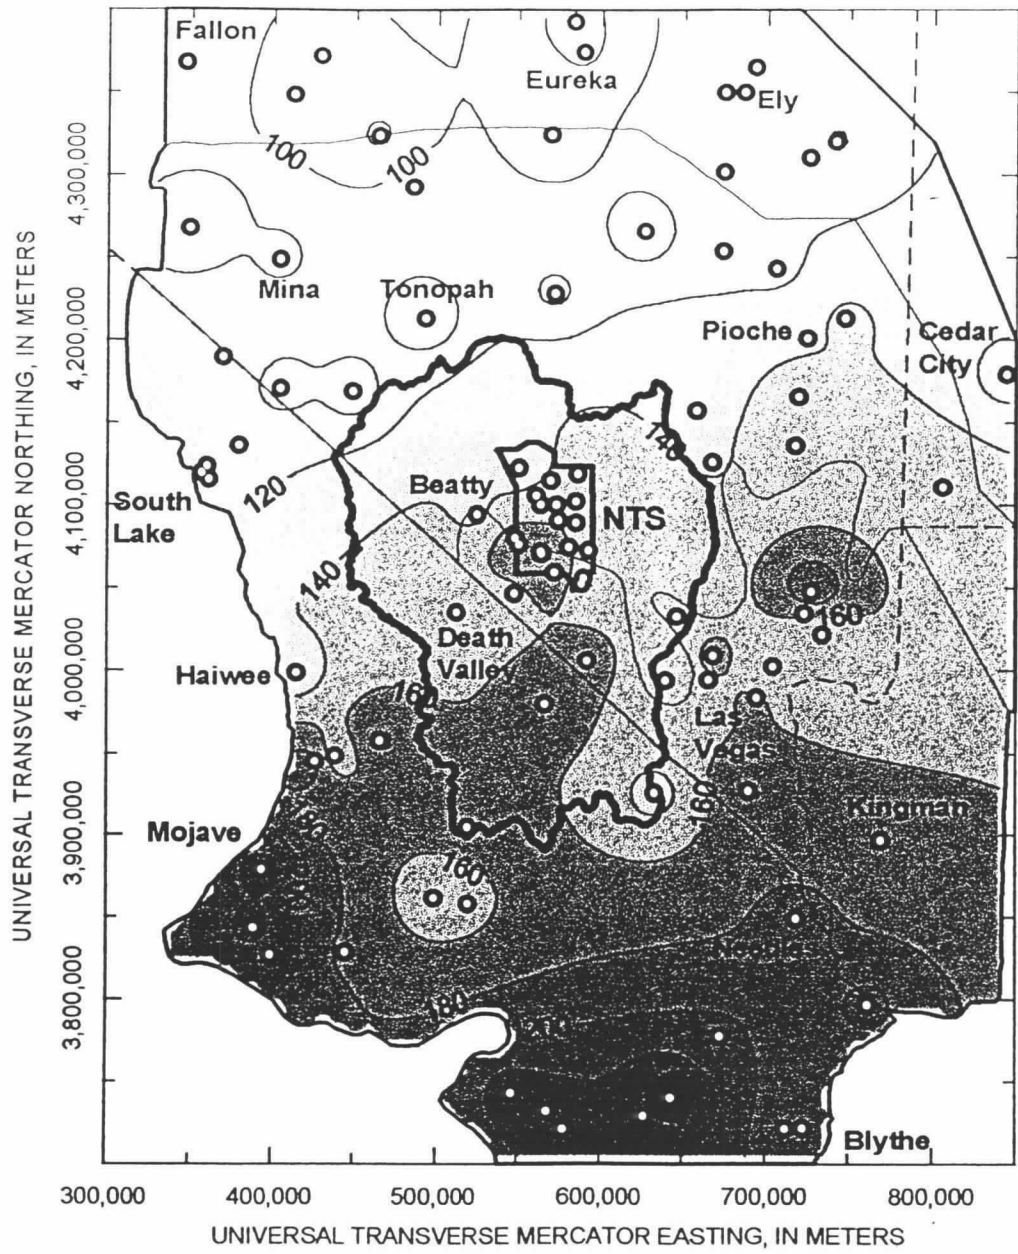 Fallon
Eureka
Ely
100
100
4,300,000
Mina
Tonopah
Pioche
Cedar
City
4,200,000
140
120
Beatty
NTS
South
Lake
4,100,000
140
160
Death
Valley
Haiwee
4,000,000
160
Las
Vegas
160
Kingman
Mojave
3,900,000
160
180
3,800,000
Blythe
300,000
400,000
500,000
600,000
700,000
800,000
UNIVERSAL TRANSVERSE MERCATOR NORTHING, IN METERS
UNIVERSAL TRANSVERSE MERCATOR EASTING, IN METERS